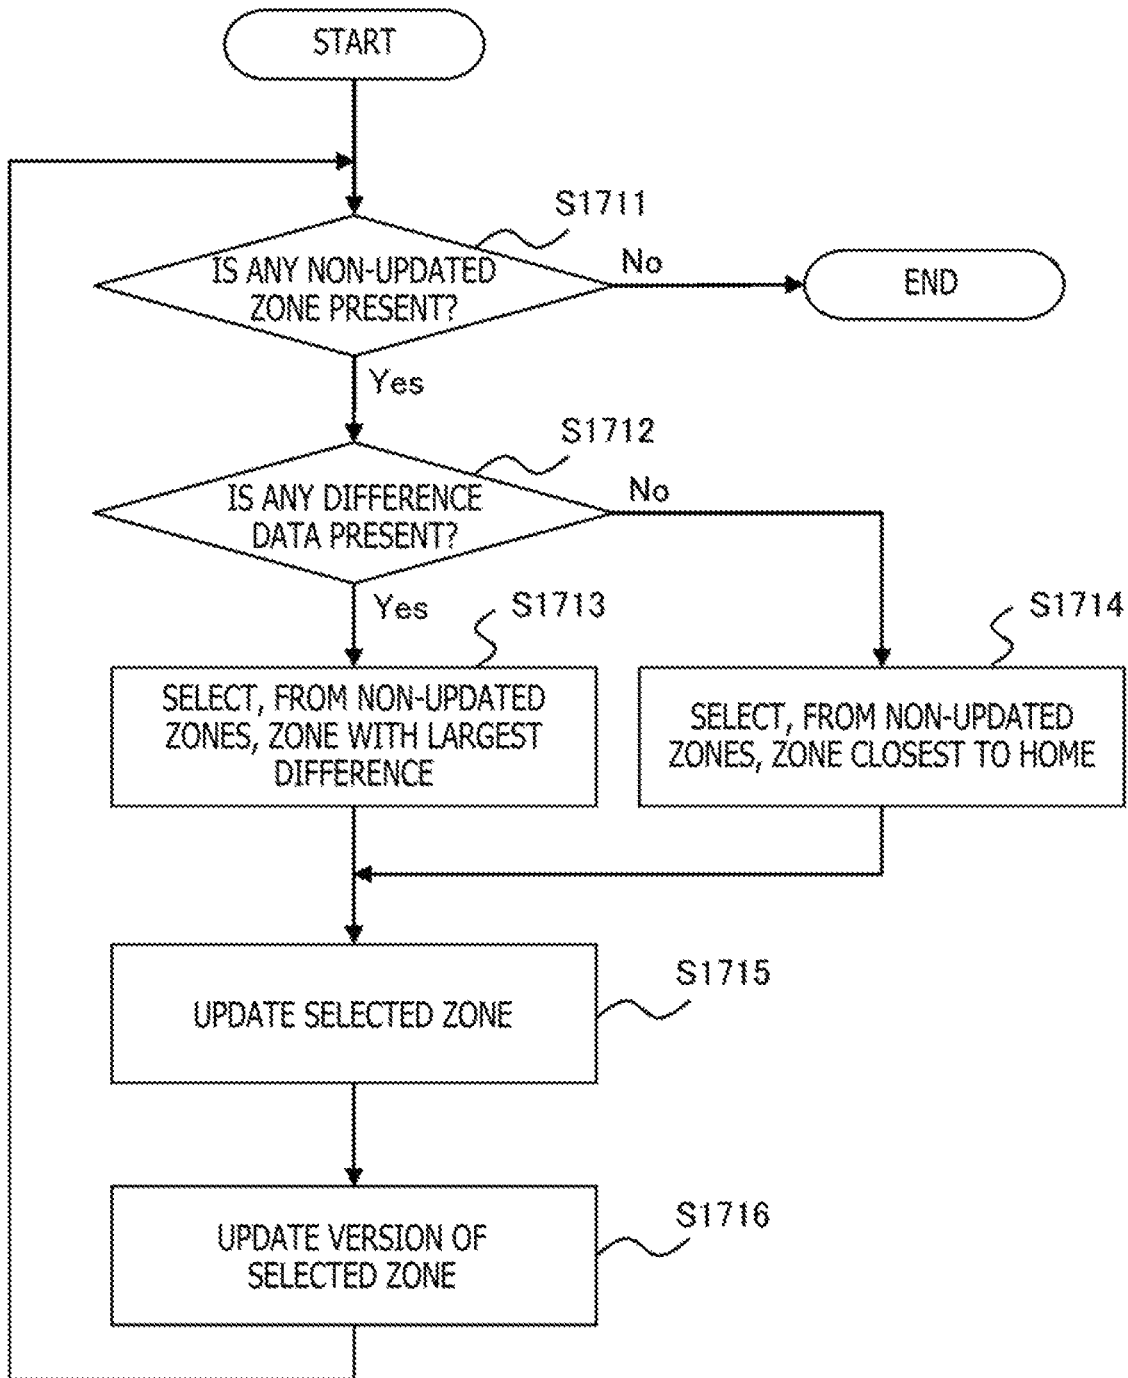 START
S1711
IS ANY NON-UPDATED
ZONE PRESENT?
No
END
Yes
S1712
IS ANY DIFFERENCE
DATA PRESENT?
No
Yes
S1713
S1714
SELECT, FROM NON-UPDATED
ZONES, ZONE WITH LARGEST
DIFFERENCE
SELECT, FROM NON-UPDATED
ZONES, ZONE CLOSEST TO HOME
S1715
UPDATE SELECTED ZONE
S1716
UPDATE VERSION OF
SELECTED ZONE